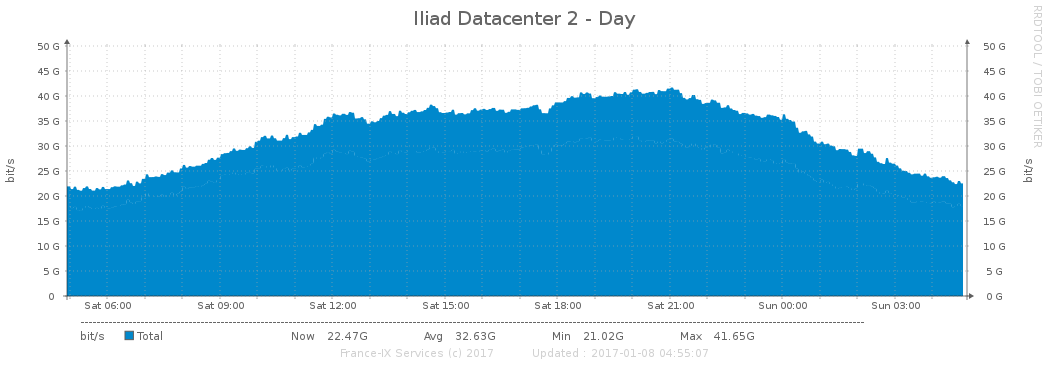 Iliad Datacenter 2 - Day
RRDTOOL / TOBI OETIKER
50 G 50 G
45 G 45 G
40 G 40 G
35 G 35 G
30 G 30 G
25 G 25 G
20 G 20 G
15 G 15 G
10 G 10 G
5 G 5 G
0 0 G
bit/s bit/s
Sat 06:00 Sat 09:00 Sat 12:00 Sat 15:00 Sat 18:00 Sat 21:00 Sun 00:00 Sun 03:00
bit/s Total Now 22.47G Avg 32.63G Min 21.02G Max 41.65G
France-IX Services (c) 2017 Updated : 2017-01-08 04:55:07